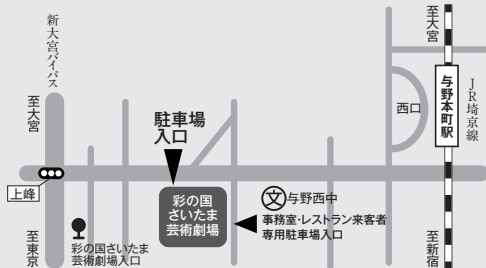 新大宮バイパス
至大宮
至大宮
与野本町駅
JR埼京線
西口
駐車場
入口
上峰
彩の国
さいたま
芸術劇場
文 与野西中
事務室・レストラン来客者
専用駐車場入口
至東京
彩の国さいたま
芸術劇場入口
至新宿